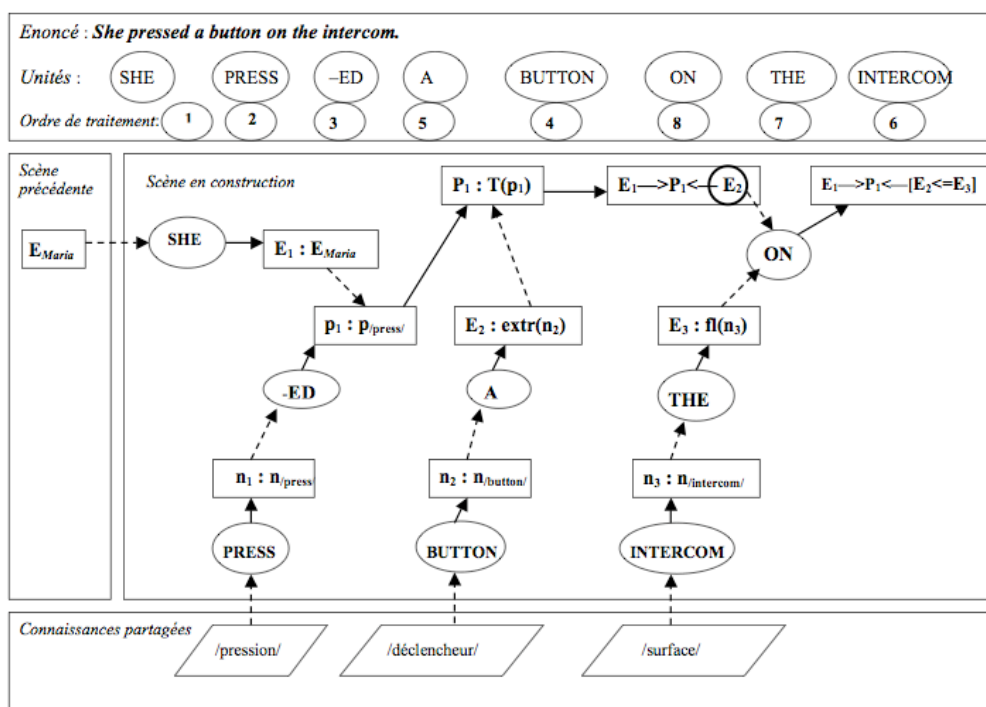 Enoncé : She pressed a button on the intercom.
Unités : SHE PRESS –ED A BUTTON ON THE INTERCOM
Ordre de traitement: 1 2 3 5 4 8 7 6
Scène précédente
Scène en construction
P₁ : T(p₁)
E₁—>P₁<— E₂
E₁—>P₁<—[E₂<=E₃]
E_Maria
SHE
E₁ : E_Maria
ON
p₁ : p/press/
E₂ : extr(n₂)
E₃ : fl(n₃)
-ED
A
THE
n₁ : n/press/
n₂ : n/button/
n₃ : n/intercom/
PRESS
BUTTON
INTERCOM
Connaissances partagées
/pression/
/déclencheur/
/surface/